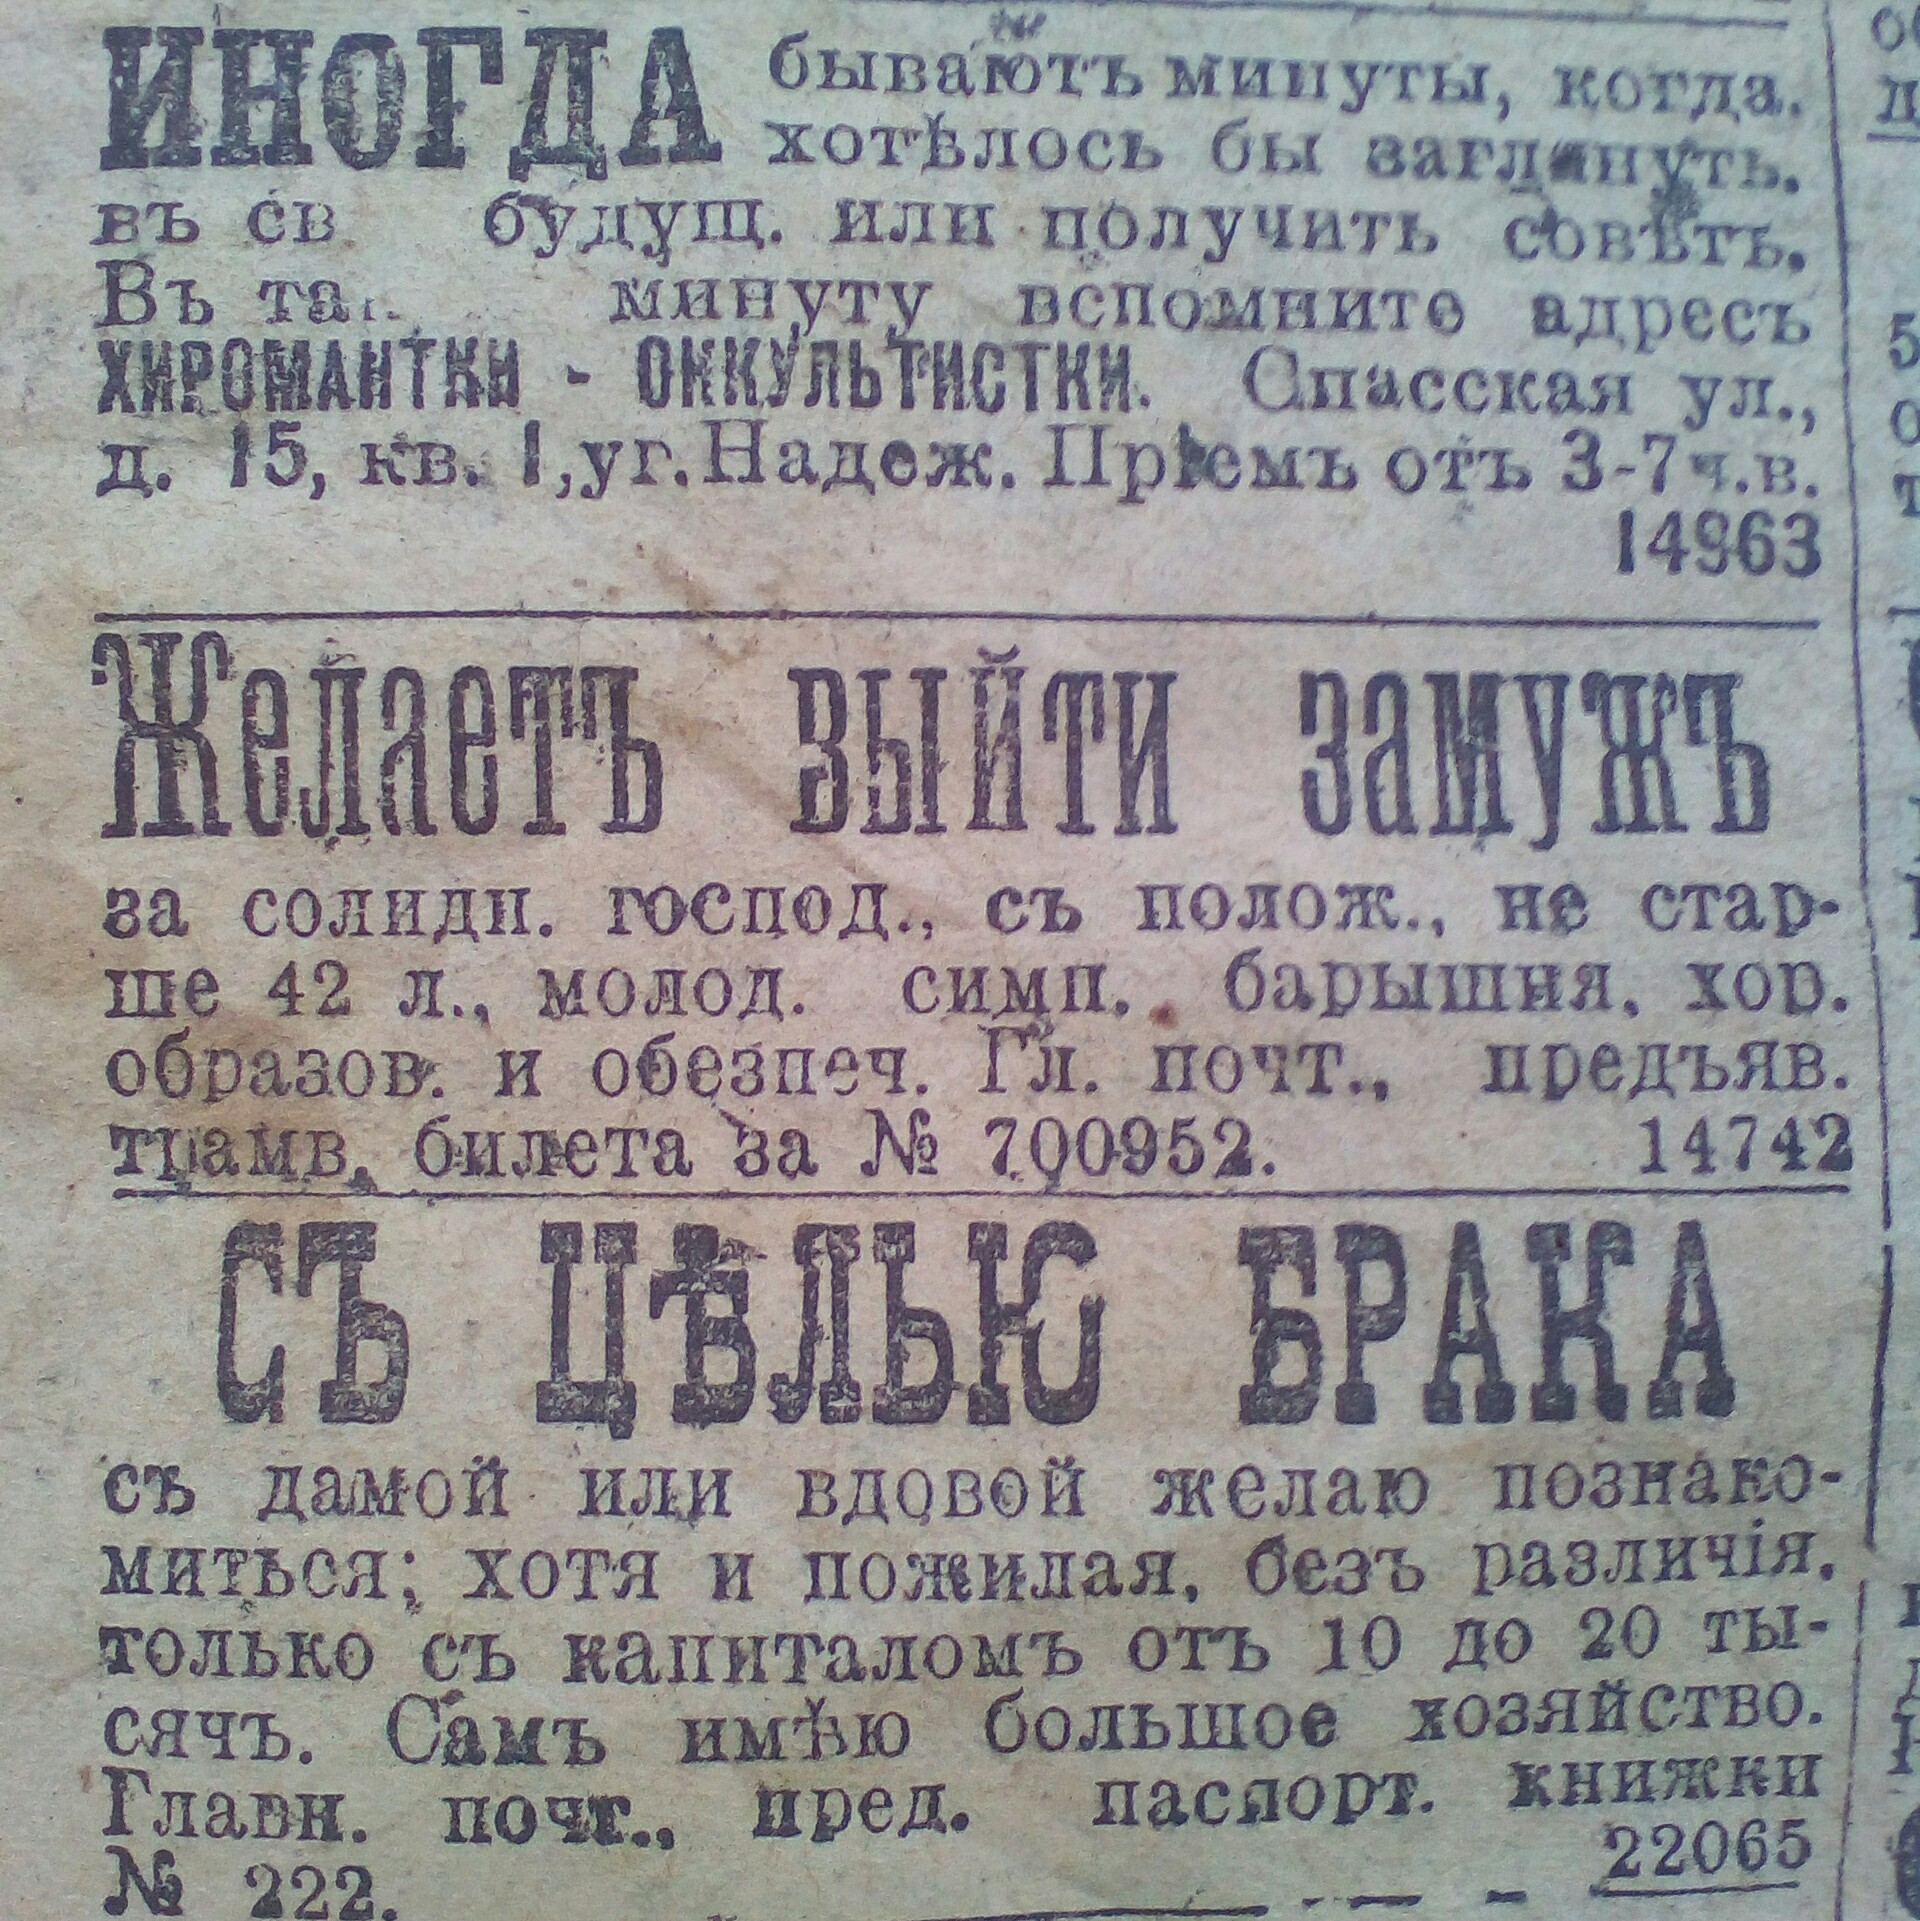 ИНОГДА бываютъ минуты, когда.
хотѣлось бы заглянуть.
въ св будущ. или получить совѣтъ.
Въ минуту вспомните адресъ
ХИРОМАНТКИ - ОККУЛЬТИСТКИ. Спасская ул.,
д. 15, кв. 1, уг. Надеж. Пріемъ отъ 3-7 ч. в.
14963
Желаетъ выйти замужъ
за солидн. господ., съ полож., не стар-
ше 42 л., молод. симп. барышня, хор.
образов. и обезпеч. Гл. почт., предъяв.
трамв. билета за № 700952. 14742
СЪ ЦѢЛЬЮ БРАКА
съ дамой или вдовой желаю познако-
миться; хотя и пожилая, безъ различія,
только съ капиталомъ отъ 10 до 20 ты-
сячъ. Самъ имѣю большое хозяйство.
Главн. почт., пред. паспорт. книжки
№ 222. 22065